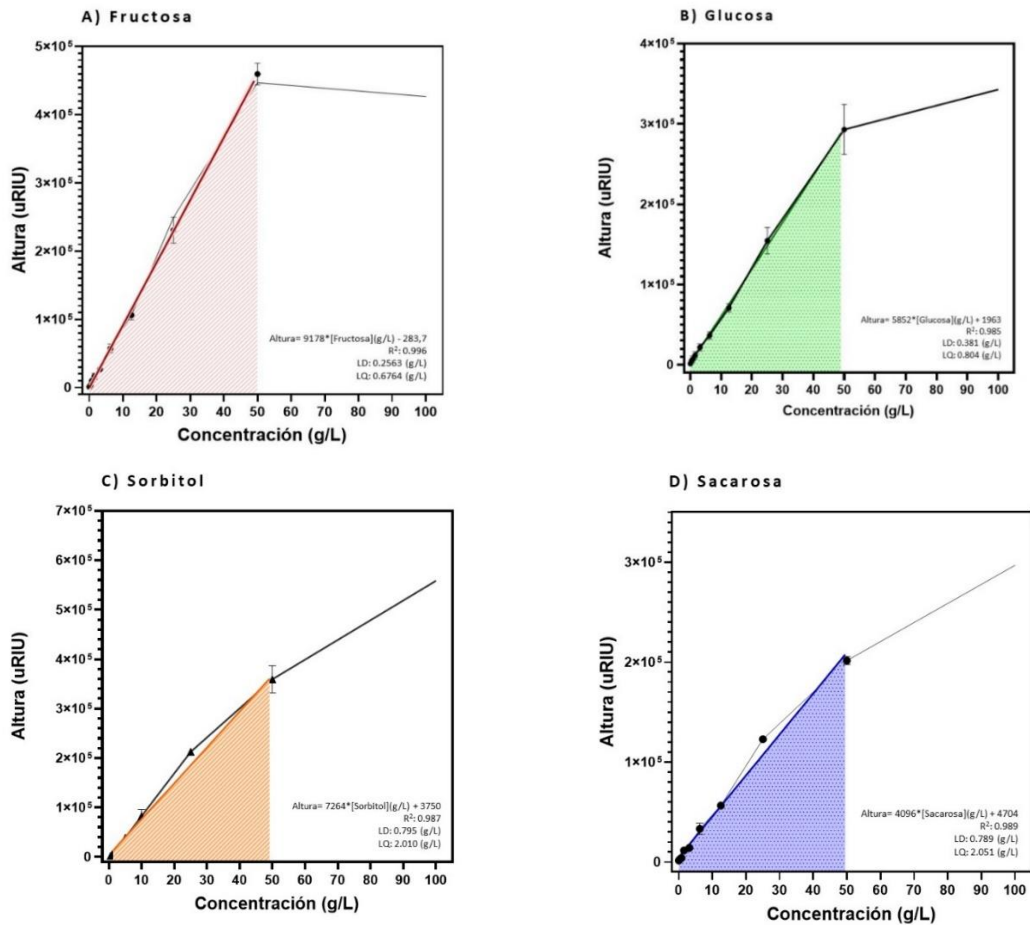 A) Fructosa
5×10⁵
4×10⁵
3×10⁵
2×10⁵
1×10⁵
0
Altura (uRIU)
Altura= 9178*[Fructosa](g/L) - 283,7
R²: 0.996
LD: 0.2563 (g/L)
LQ: 0.6764 (g/L)
0 10 20 30 40 50 60 70 80 90 100
Concentración (g/L)
B) Glucosa
4×10⁵
3×10⁵
2×10⁵
1×10⁵
0
Altura (uRIU)
Altura= 5852*[Glucosa](g/L) + 1963
R²: 0.985
LD: 0.381 (g/L)
LQ: 0.804 (g/L)
0 10 20 30 40 50 60 70 80 90 100
Concentración (g/L)
C) Sorbitol
7×10⁵
6×10⁵
5×10⁵
4×10⁵
3×10⁵
2×10⁵
1×10⁵
0
Altura (uRIU)
Altura= 7264*[Sorbitol](g/L) + 3750
R²: 0.987
LD: 0.795 (g/L)
LQ: 2.010 (g/L)
0 10 20 30 40 50 60 70 80 90 100
Concentración (g/L)
D) Sacarosa
3×10⁵
2×10⁵
1×10⁵
0
Altura (uRIU)
Altura= 4096*[Sacarosa](g/L) + 4704
R²: 0.989
LD: 0.789 (g/L)
LQ: 2.051 (g/L)
0 10 20 30 40 50 60 70 80 90 100
Concentración (g/L)